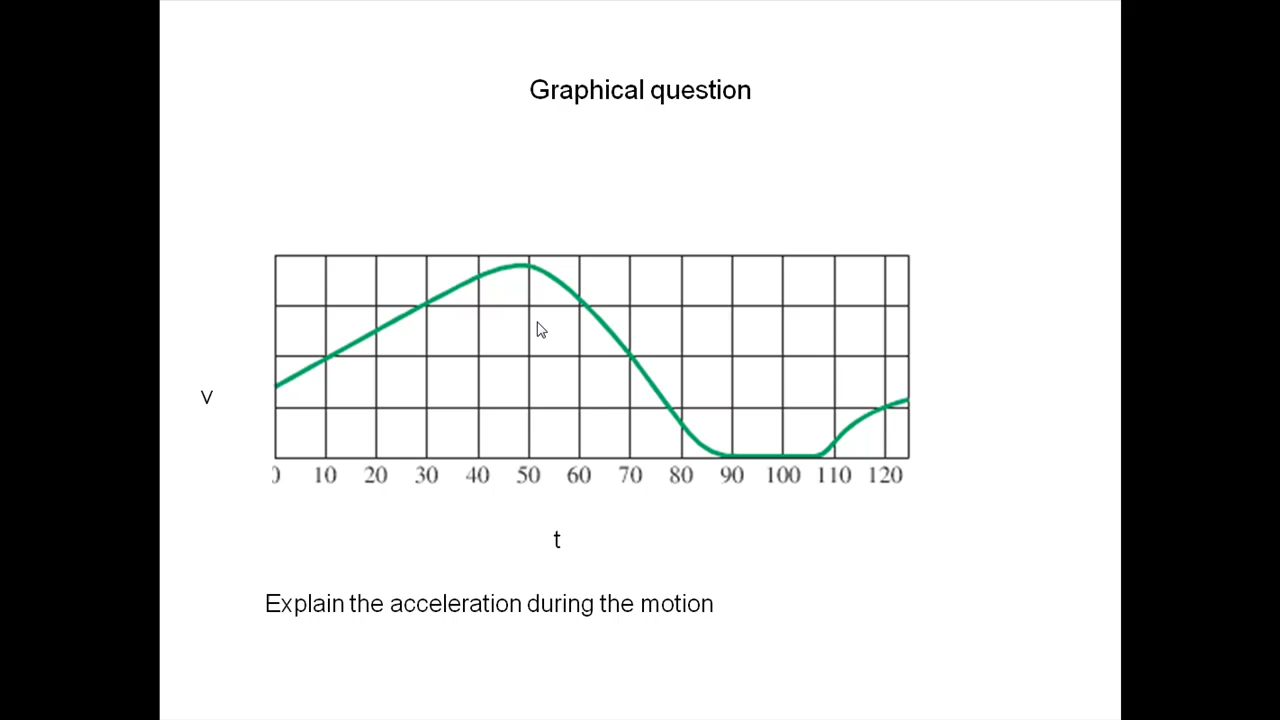 Graphical question
v
0 10 20 30 40 50 60 70 80 90 100 110 120
t
Explain the acceleration during the motion